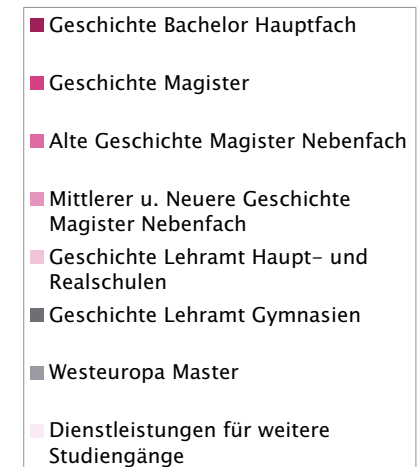 Geschichte Bachelor Hauptfach
Geschichte Magister
Alte Geschichte Magister Nebenfach
Mittlerer u. Neuere Geschichte
Magister Nebenfach
Geschichte Lehramt Haupt- und
Realschulen
Geschichte Lehramt Gymnasien
Westeuropa Master
Dienstleistungen für weitere
Studiengänge